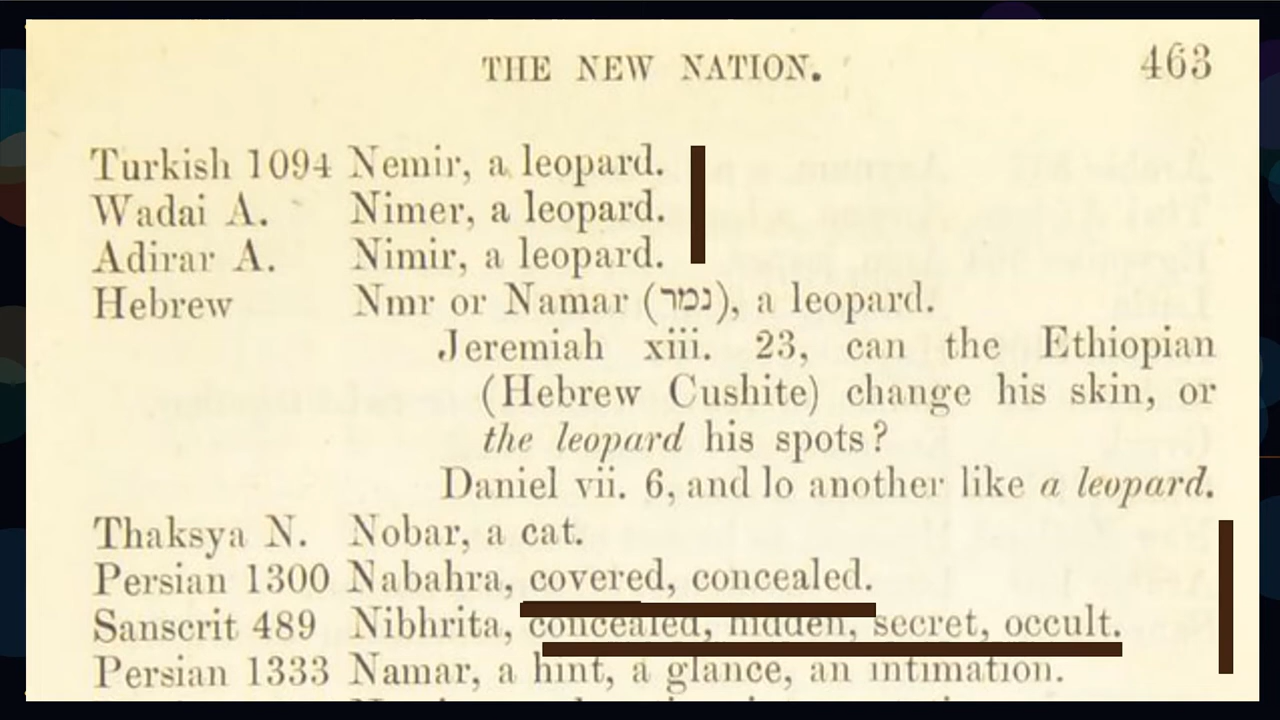 THE NEW NATION. 463
Turkish 1094 Nemir, a leopard.
Wadai A. Nimer, a leopard.
Adirar A. Nimir, a leopard.
Hebrew Nmr or Namar (נמר), a leopard.
Jeremiah xiii. 23, can the Ethiopian
(Hebrew Cushite) change his skin, or
the leopard his spots?
Daniel vii. 6, and lo another like a leopard.
Thaksya N. Nobar, a cat.
Persian 1300 Nabahra, covered, concealed.
Sanscrit 489 Nibhrita, concealed, hidden, secret, occult.
Persian 1333 Namar, a hint, a glance, an intimation.